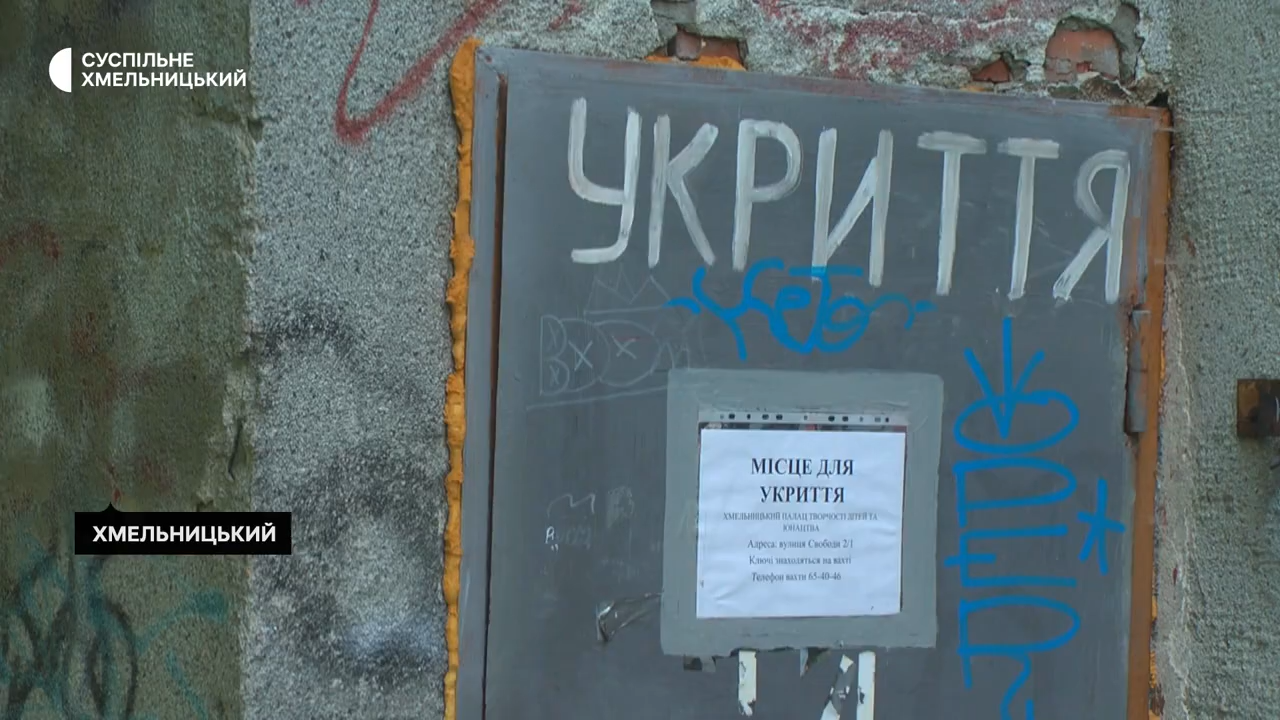 СУСПІЛЬНЕ
ХМЕЛЬНИЦЬКИЙ
УКРИТТЯ
МІСЦЕ ДЛЯ
УКРИТТЯ
ХМЕЛЬНИЦЬКИЙ ПАЛАЦ ТВОРЧОСТІ ДІТЕЙ ТА
ЮНАЦТВА
Адреса: вулиця Свободи 2/1
Ключі знаходяться на вахті
Телефон вахти 65-40-46
ХМЕЛЬНИЦЬКИЙ